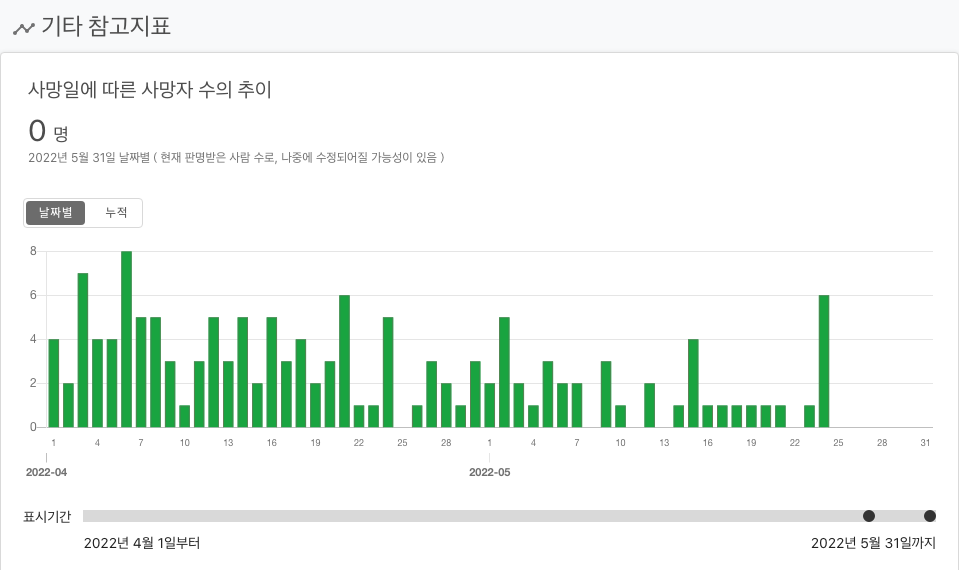 기타 참고지표
사망일에 따른 사망자 수의 추이
0 명
2022년 5월 31일 날짜별 ( 현재 판명받은 사람 수로, 나중에 수정되어질 가능성이 있음 )
날짜별 누적
8
6
4
2
0
1 4 7 10 13 16 19 22 25 28 1 4 7 10 13 16 19 22 25 28 31
2022-04 2022-05
표시기간
2022년 4월 1일부터 2022년 5월 31일까지